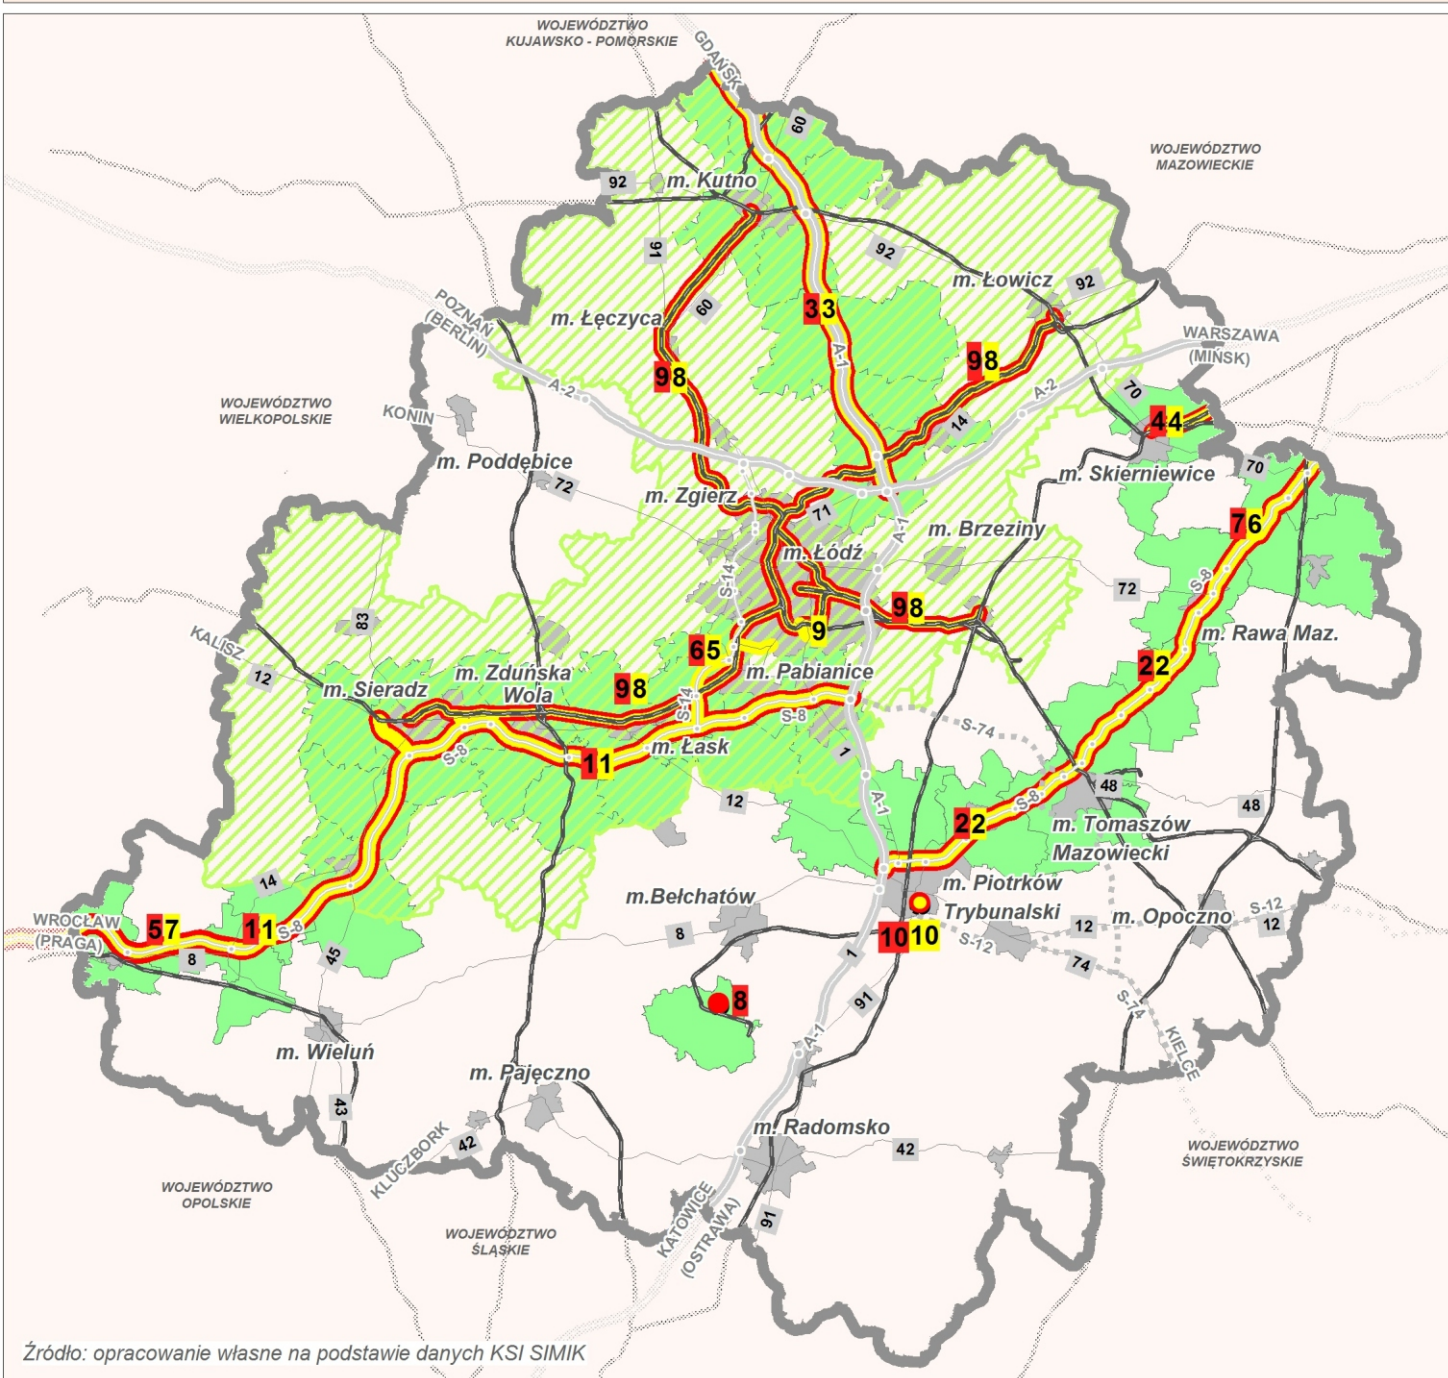 WOJEWÓDZTWO
KUJAWSKO - POMORSKIE
GDAŃSK
60
WOJEWÓDZTWO
MAZOWIECKIE
92
m. Kutno
91
92
60
m. Łowicz
92
POZNAŃ
(BERLIN)
m. Łęczyca
33
A-1
WARSZAWA
(MIŃSK)
98
98
A-2
A-2
70
WOJEWÓDZTWO
WIELKOPOLSKIE
KONIN
14
44
m. Poddębice
72
m. Skierniewice
70
m. Zgierz
71
A-1
m. Brzeziny
76
m. Łódź
S-14
72
S-8
83
98
9
m. Rawa Maz.
KALISZ
12
65
m. Pabianice
22
m. Zduńska
Wola
m. Sieradz
98
S-14
S-8
S-74
S-8
11
m. Łask
1
A-1
12
S-8
48
48
22
m. Tomaszów
Mazowiecki
14
m. Piotrków
Trybunalski
m.Bełchatów
WROCŁAW
(PRAGA)
57
11
S-8
8
45
8
10 10
S-12
12
m. Opoczno
S-12
12
74
1
91
8
S-74
KIELCE
A-1
m. Wieluń
m. Pajęczno
43
KLUCZBORK
42
m. Radomsko
42
WOJEWÓDZTWO
ŚWIĘTOKRZYSKIE
WOJEWÓDZTWO
OPOLSKIE
KATOWICE
(OSTRAWA)
91
WOJEWÓDZTWO
ŚLĄSKIE
Źródło: opracowanie własne na podstawie danych KSI SIMIK